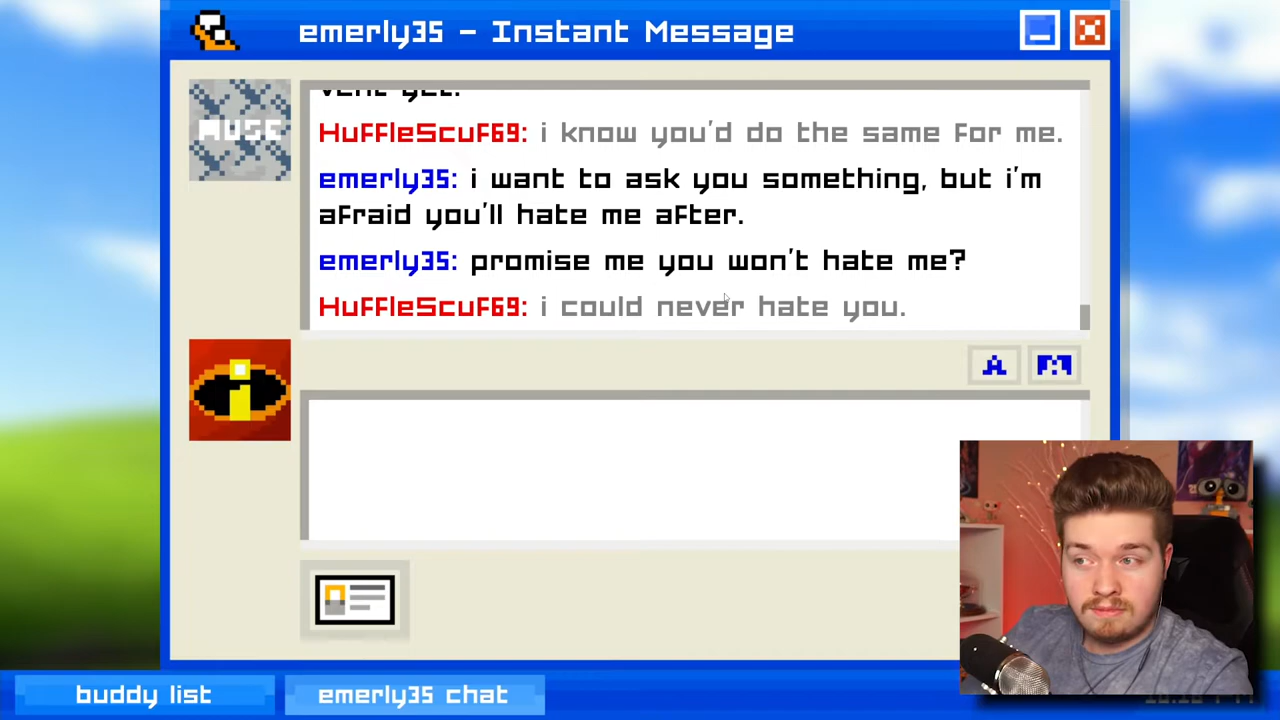 emerly35 - Instant Message
MUSE
HuffleScuf69: i know you'd do the same for me.
emerly35: i want to ask you something, but i'm
afraid you'll hate me after.
emerly35: promise me you won't hate me?
HuffleScuf69: i could never hate you.
i
A
buddy list
emerly35 chat